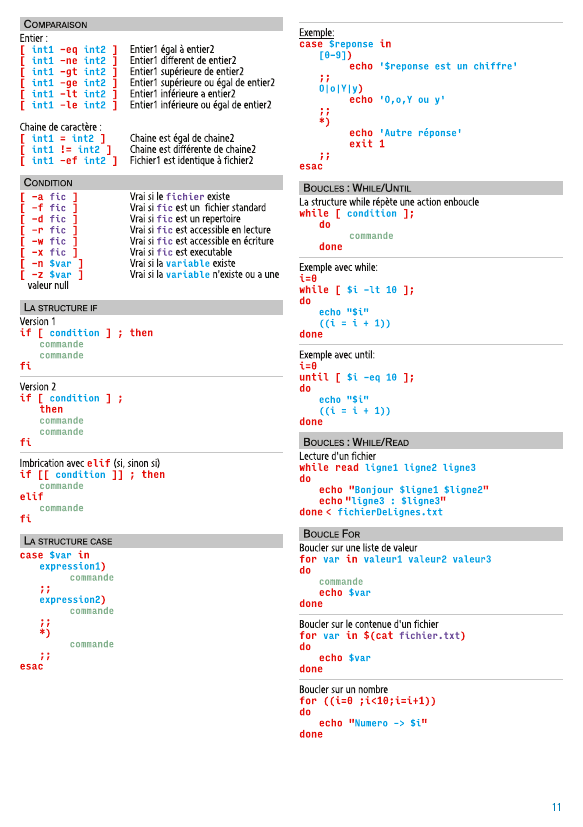 COMPARAISON
Entier :
[ int1 -eq int2 ] Entier1 égal à entier2
[ int1 -ne int2 ] Entier1 different de entier2
[ int1 -gt int2 ] Entier1 supérieure de entier2
[ int1 -ge int2 ] Entier1 supérieure ou égal de entier2
[ int1 -lt int2 ] Entier1 inférieure a entier2
[ int1 -le int2 ] Entier1 inférieure ou égal de entier2
Chaine de caractère :
[ int1 = int2 ] Chaine est égal de chaine2
[ int1 != int2 ] Chaine est différente de chaine2
[ int1 -ef int2 ] Fichier1 est identique à fichier2
CONDITION
[ -a fic ] Vrai si le fichier existe
[ -f fic ] Vrai si fic est un fichier standard
[ -d fic ] Vrai si fic est un repertoire
[ -r fic ] Vrai si fic est accessible en lecture
[ -w fic ] Vrai si fic est accessible en écriture
[ -x fic ] Vrai si fic est executable
[ -n $var ] Vrai si la variable existe
[ -z $var ] Vrai si la variable n'existe ou a une
valeur null
LA STRUCTURE IF
Version 1
if [ condition ] ; then
commande
commande
fi
Version 2
if [ condition ] ;
then
commande
commande
fi
Imbrication avec elif (si, sinon si)
if [[ condition ]] ; then
commande
elif
commande
fi
LA STRUCTURE CASE
case $var in
expression1)
commande
;;
expression2)
commande
;;
*)
commande
;;
esac
Exemple:
case $reponse in
[0-9])
echo '$reponse est un chiffre'
;;
O|o|Y|y)
echo 'O,o,Y ou y'
;;
*)
echo 'Autre réponse'
exit 1
;;
esac
BOUCLES : WHILE/UNTIL
La structure while répète une action enboucle
while [ condition ];
do
commande
done
Exemple avec while:
i=0
while [ $i -lt 10 ];
do
echo "$i"
((i = i + 1))
done
Exemple avec until:
i=0
until [ $i -eq 10 ];
do
echo "$i"
((i = i + 1))
done
BOUCLES : WHILE/READ
Lecture d'un fichier
while read ligne1 ligne2 ligne3
do
echo "Bonjour $ligne1 $ligne2"
echo "ligne3 : $ligne3"
done < fichierDeLignes.txt
BOUCLE FOR
Boucler sur une liste de valeur
for var in valeur1 valeur2 valeur3
do
commande
echo $var
done
Boucler sur le contenue d'un fichier
for var in $(cat fichier.txt)
do
echo $var
done
Boucler sur un nombre
for ((i=0 ;i<10;i=i+1))
do
echo "Numero -> $i"
done
11